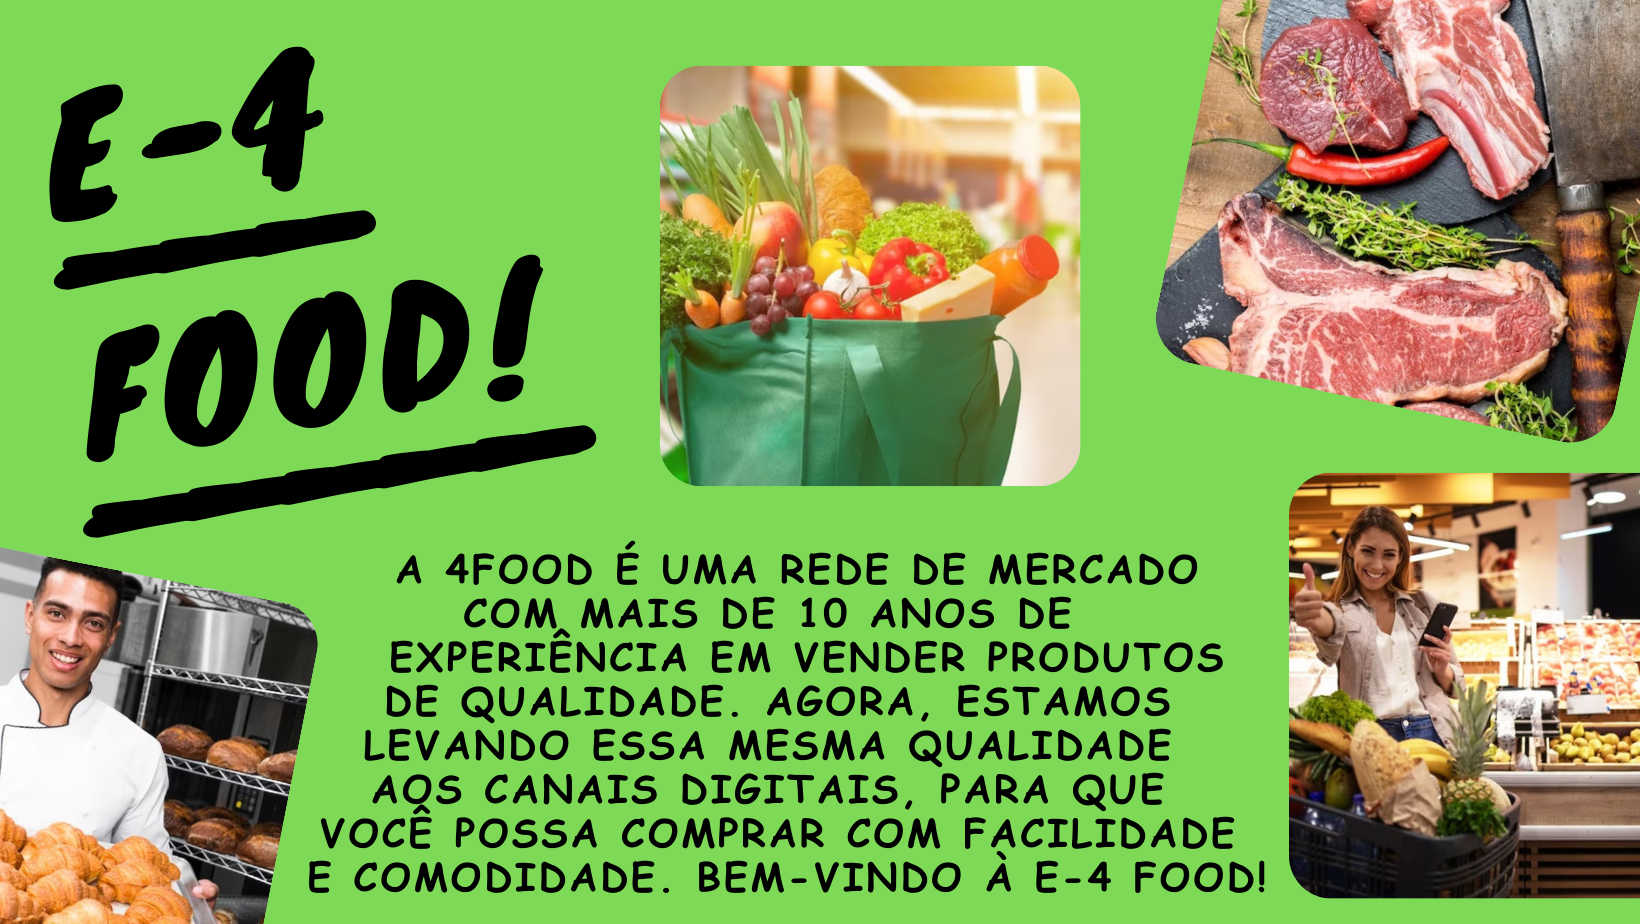 E-4
FOOD!
A 4FOOD É UMA REDE DE MERCADO
COM MAIS DE 10 ANOS DE
EXPERIÊNCIA EM VENDER PRODUTOS
DE QUALIDADE. AGORA, ESTAMOS
LEVANDO ESSA MESMA QUALIDADE
AOS CANAIS DIGITAIS, PARA QUE
VOCÊ POSSA COMPRAR COM FACILIDADE
E COMODIDADE. BEM-VINDO À E-4 FOOD!